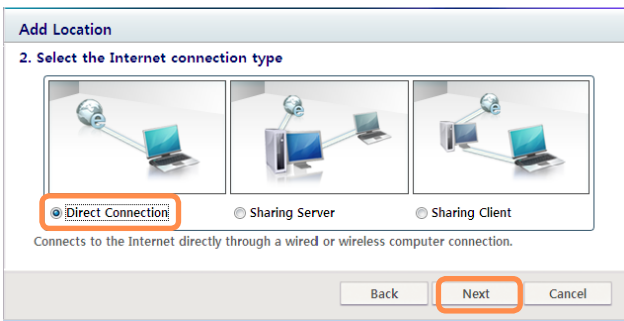 Add Location
2. Select the Internet connection type
Direct Connection Sharing Server Sharing Client
Connects to the Internet directly through a wired or wireless computer connection.
Back Next Cancel